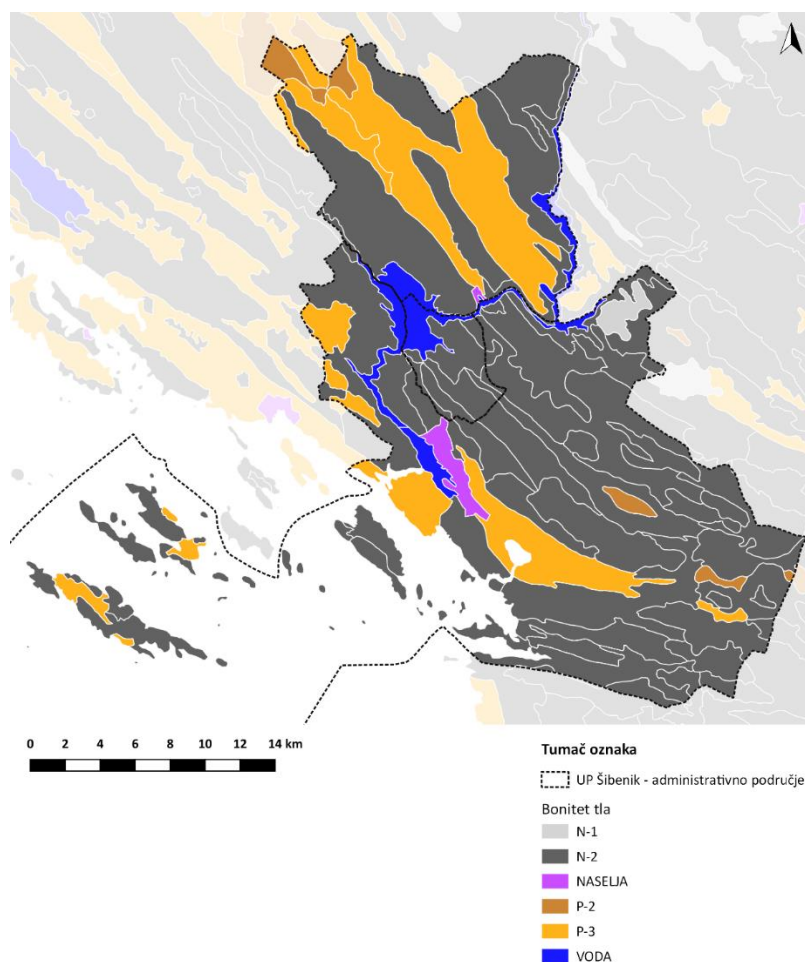 0 2 4 6 8 10 12 14 km
Tumač oznaka
UP Šibenik - administrativno područje
Bonitet tla
N-1
N-2
NASELJA
P-2
P-3
VODA